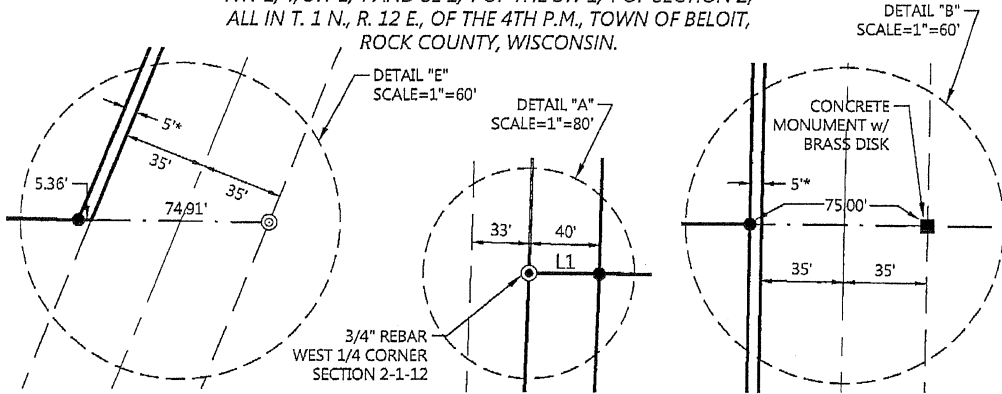 ALL IN T. 1 N., R. 12 E., OF THE 4TH P.M., TOWN OF BELOIT,
ROCK COUNTY, WISCONSIN.
DETAIL "E"
SCALE=1"=60'
5'*
35'
35'
5.36'
74.91'
DETAIL "A"
SCALE=1"=80'
33'
40'
L1
3/4" REBAR
WEST 1/4 CORNER
SECTION 2-1-12
DETAIL "B"
SCALE=1"=60'
CONCRETE
MONUMENT w/
BRASS DISK
5'*
75.00'
35'
35'